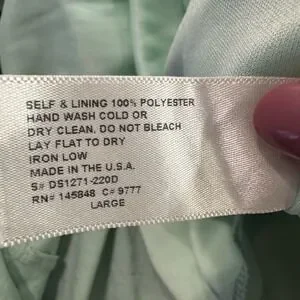 SELF & LINING 100% POLYESTER
HAND WASH COLD OR
DRY CLEAN, DO NOT BLEACH
LAY FLAT TO DRY
IRON LOW
MADE IN THE U.S.A.
S# DS1271-220D
RN# 145848 C# 9777
LARGE